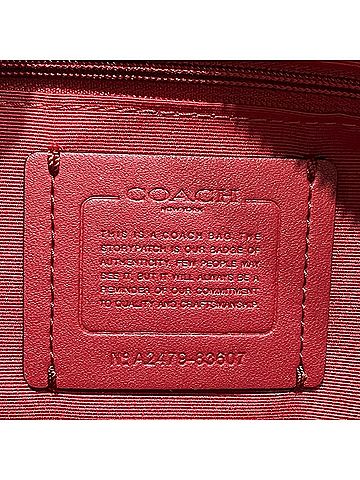 COACH
NEW YORK
THIS IS A COACH BAG. THE
STORYPATCH IS OUR BADGE OF
AUTHENTICITY. FEW PEOPLE MAY
SEE IT, BUT IT WILL ALWAYS BE A
REMINDER OF OUR COMMITMENT
TO QUALITY AND CRAFTSMANSHIP.
Nº A2479-83607